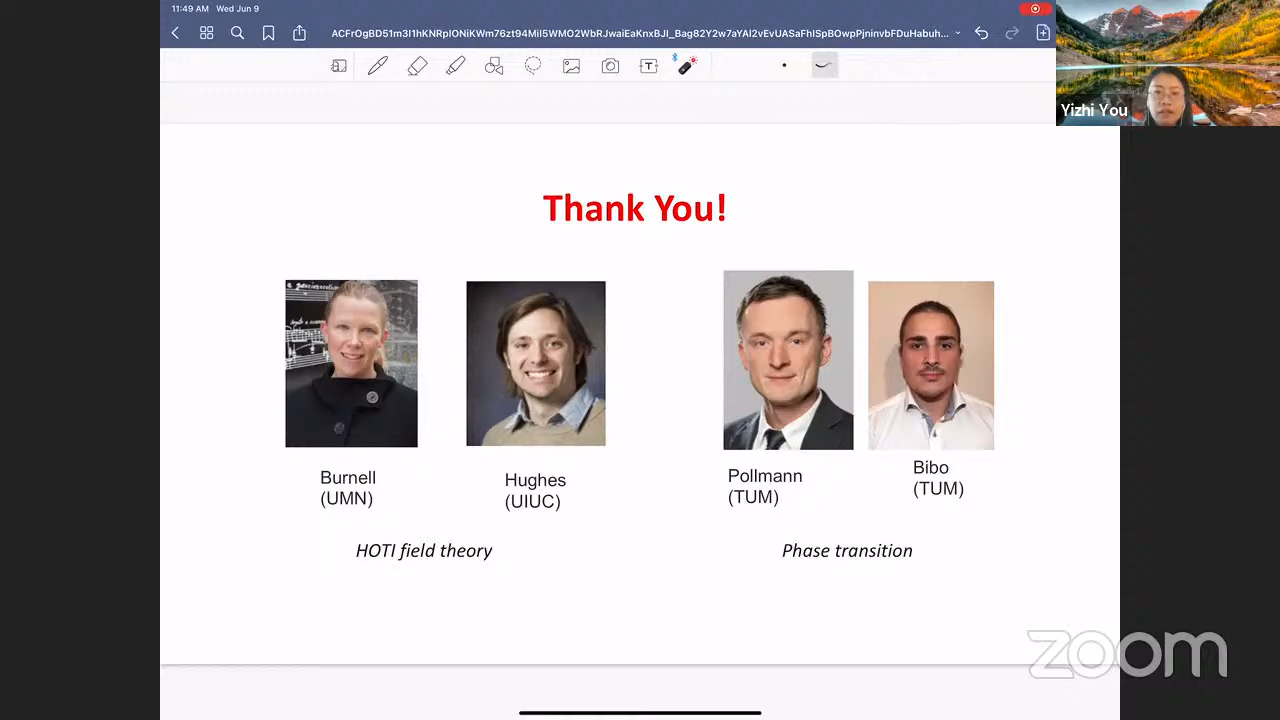 11:49 AM Wed Jun 9
Yizhi You
Thank You!
Burnell
(UMN)
Hughes
(UIUC)
Pollmann
(TUM)
Bibo
(TUM)
HOTI field theory
Phase transition
zoom